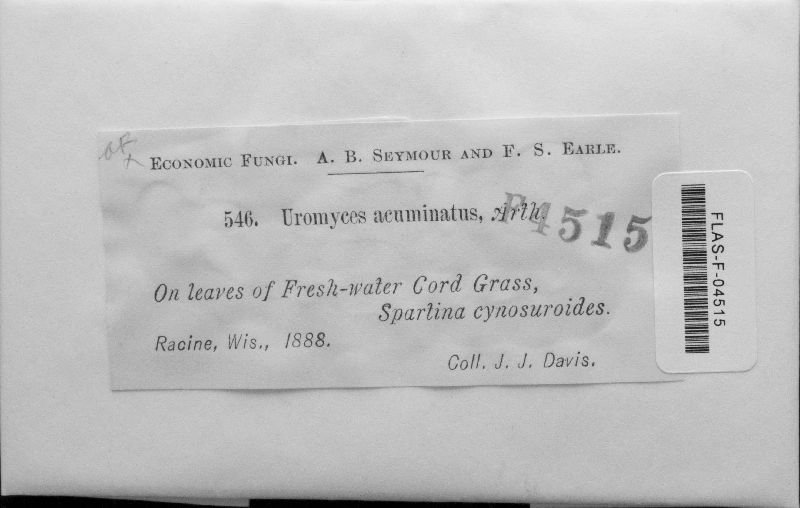 Economic Fungi. A. B. Seymour and F. S. Earle.
546. Uromyces acuminatus, Arth.
F4515
On leaves of Fresh-water Cord Grass,
Spartina cynosuroides.
Racine, Wis., 1888.
Coll. J. J. Davis.
FLAS-F-04515